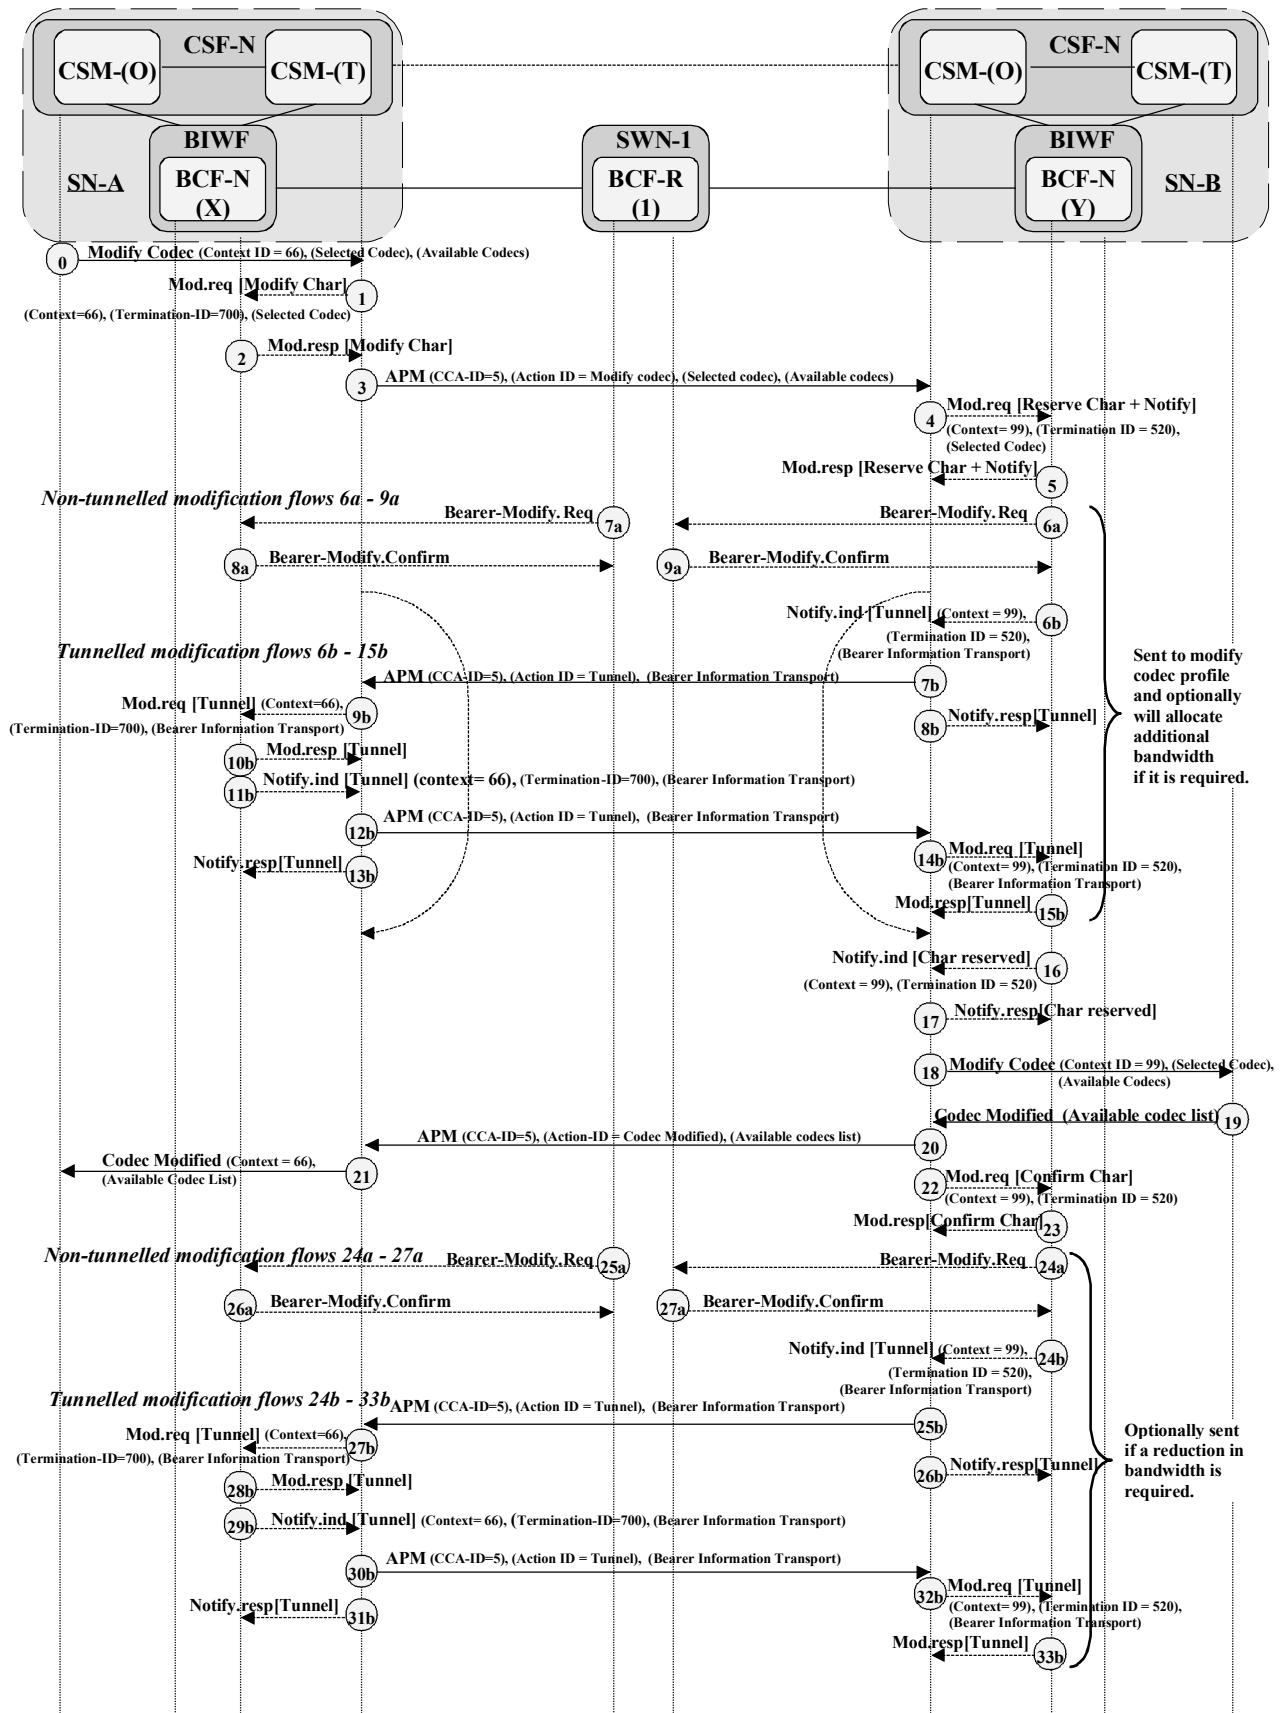 CSF-N
CSF-N
CSM-(O)
CSM-(T)
CSM-(O)
CSM-(T)
BIWF
SWN-1
BIWF
SN-A
BCF-N
(X)
BCF-R
(1)
BCF-N
(Y)
SN-B
0 Modify Codec (Context ID = 66), (Selected Codec), (Available Codecs)
Mod.req [Modify Char] 1
(Context=66), (Termination-ID=700), (Selected Codec)
2 Mod.resp [Modify Char]
3 APM (CCA-ID=5), (Action ID = Modify codec), (Selected codec), (Available codecs)
4 Mod.req [Reserve Char + Notify]
(Context= 99), (Termination ID = 520),
(Selected Codec)
Mod.resp [Reserve Char + Notify] 5
Non-tunnelled modification flows 6a - 9a
Bearer-Modify.Req 7a
Bearer-Modify.Req 6a
8a Bearer-Modify.Confirm
9a Bearer-Modify.Confirm
Notify.ind [Tunnel] (Context = 99), 6b
(Termination ID = 520),
(Bearer Information Transport)
Tunnelled modification flows 6b - 15b
APM (CCA-ID=5), (Action ID = Tunnel), (Bearer Information Transport) 7b
Sent to modify
codec profile
and optionally
will allocate
additional
bandwidth
if it is required.
Mod.req [Tunnel] (Context=66), 9b
(Termination-ID=700), (Bearer Information Transport)
8b Notify.resp[Tunnel]
10b Mod.resp [Tunnel]
11b Notify.ind [Tunnel] (context= 66), (Termination-ID=700), (Bearer Information Transport)
12b APM (CCA-ID=5), (Action ID = Tunnel), (Bearer Information Transport)
Notify.resp[Tunnel] 13b
14b Mod.req [Tunnel]
(Context= 99), (Termination ID = 520),
(Bearer Information Transport)
Mod.resp[Tunnel] 15b
Notify.ind [Char reserved] 16
(Context = 99), (Termination ID = 520)
17 Notify.resp[Char reserved]
18 Modify Codec (Context ID = 99), (Selected Codec),
(Available Codecs)
Codec Modified (Available codec list) 19
APM (CCA-ID=5), (Action-ID = Codec Modified), (Available codecs list) 20
Codec Modified (Context = 66), 21
(Available Codec List)
22 Mod.req [Confirm Char]
(Context= 99), (Termination ID = 520)
Mod.resp[Confirm Char] 23
Non-tunnelled modification flows 24a - 27a
Bearer-Modify.Req 25a
Bearer-Modify.Req 24a
26a Bearer-Modify.Confirm
27a Bearer-Modify.Confirm
Notify.ind [Tunnel] (Context = 99), 24b
(Termination ID = 520),
(Bearer Information Transport)
Tunnelled modification flows 24b - 33b
APM (CCA-ID=5), (Action ID = Tunnel), (Bearer Information Transport) 25b
Mod.req [Tunnel] (Context=66), 27b
(Termination-ID=700), (Bearer Information Transport)
Optionally sent
if a reduction in
bandwidth is
required.
26b Notify.resp[Tunnel]
28b Mod.resp [Tunnel]
29b Notify.ind [Tunnel] (Context= 66), (Termination-ID=700), (Bearer Information Transport)
30b APM (CCA-ID=5), (Action ID = Tunnel), (Bearer Information Transport)
32b Mod.req [Tunnel]
(Context= 99), (Termination ID = 520),
(Bearer Information Transport)
Notify.resp[Tunnel] 31b
Mod.resp[Tunnel] 33b